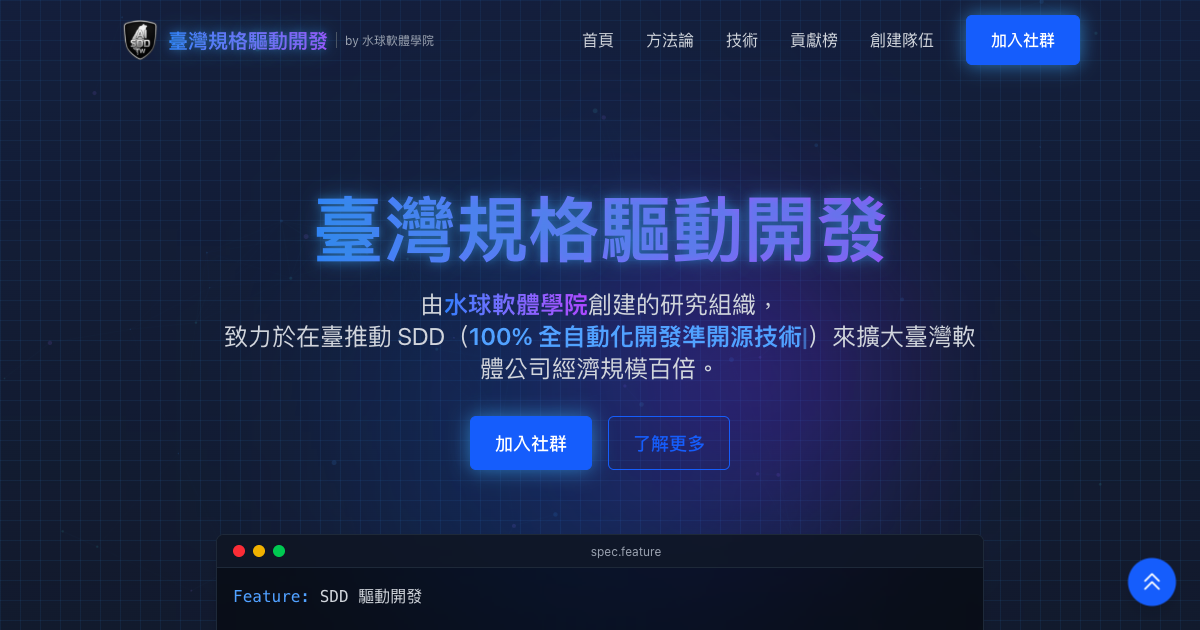 SDD
TW
臺灣規格驅動開發
by 水球軟體學院
首頁
方法論
技術
貢獻榜
創建隊伍
加入社群
臺灣規格驅動開發
由水球軟體學院創建的研究組織，
致力於在臺推動 SDD（100% 全自動化開發準開源技術|）來擴大臺灣軟
體公司經濟規模百倍。
加入社群
了解更多
spec.feature
Feature: SDD 驅動開發